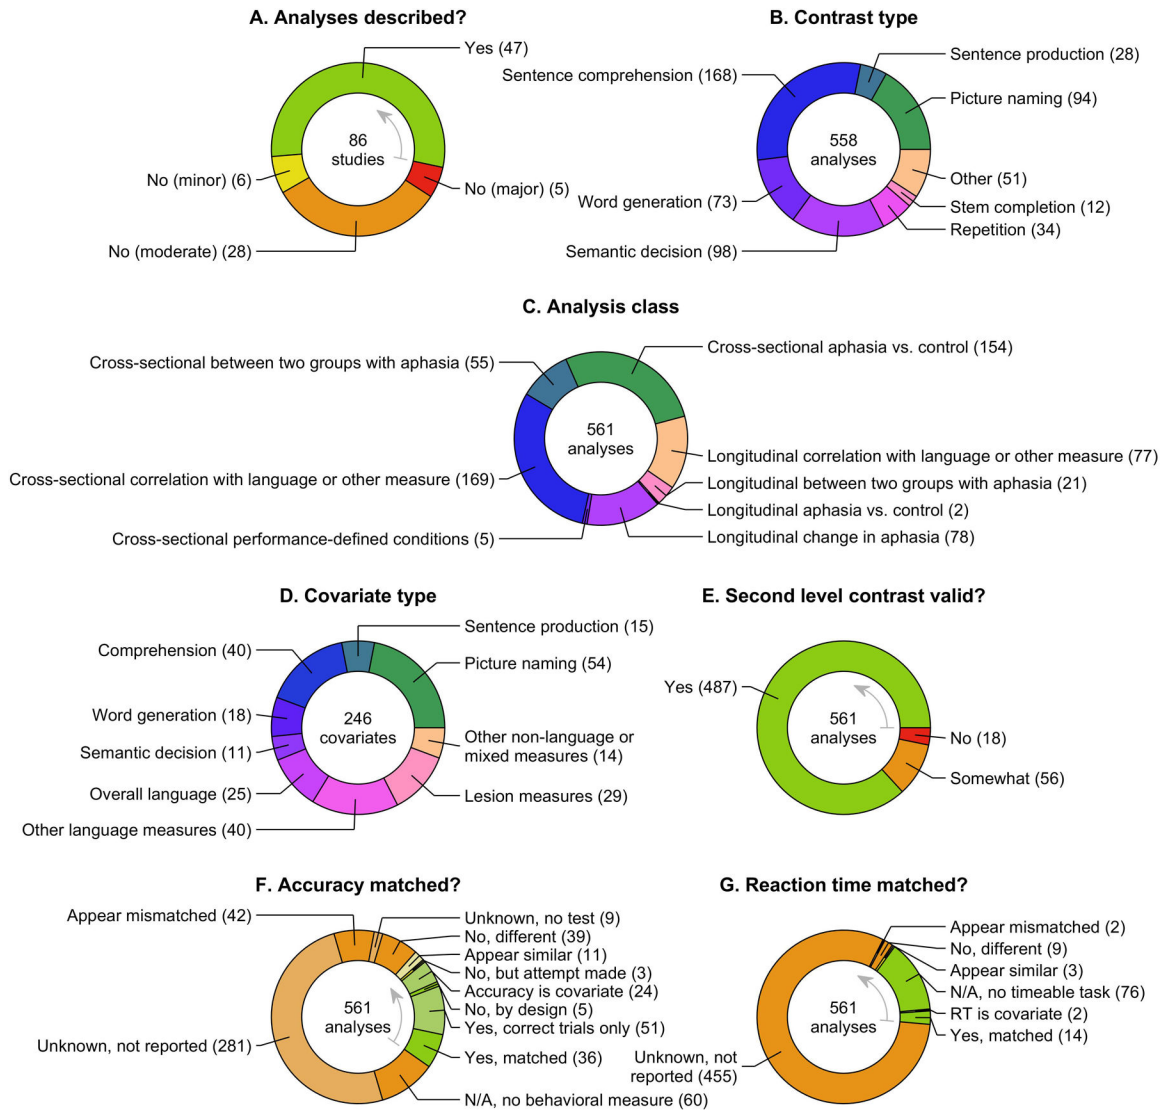 A. Analyses described?
Yes (47)
86
studies
No (minor) (6)
No (major) (5)
No (moderate) (28)
B. Contrast type
Sentence production (28)
Sentence comprehension (168)
Picture naming (94)
558
analyses
Other (51)
Word generation (73)
Stem completion (12)
Repetition (34)
Semantic decision (98)
C. Analysis class
Cross-sectional aphasia vs. control (154)
Cross-sectional between two groups with aphasia (55)
561
analyses
Longitudinal correlation with language or other measure (77)
Cross-sectional correlation with language or other measure (169)
Longitudinal between two groups with aphasia (21)
Longitudinal aphasia vs. control (2)
Cross-sectional performance-defined conditions (5)
Longitudinal change in aphasia (78)
D. Covariate type
Sentence production (15)
Comprehension (40)
Picture naming (54)
Word generation (18)
246
covariates
Other non-language or
mixed measures (14)
Semantic decision (11)
Overall language (25)
Lesion measures (29)
Other language measures (40)
E. Second level contrast valid?
Yes (487)
561
analyses
No (18)
Somewhat (56)
F. Accuracy matched?
Appear mismatched (42)
Unknown, no test (9)
No, different (39)
Appear similar (11)
No, but attempt made (3)
Accuracy is covariate (24)
No, by design (5)
Yes, correct trials only (51)
561
analyses
Unknown, not reported (281)
Yes, matched (36)
N/A, no behavioral measure (60)
G. Reaction time matched?
Appear mismatched (2)
No, different (9)
Appear similar (3)
N/A, no timeable task (76)
RT is covariate (2)
Yes, matched (14)
561
analyses
Unknown, not
reported (455)